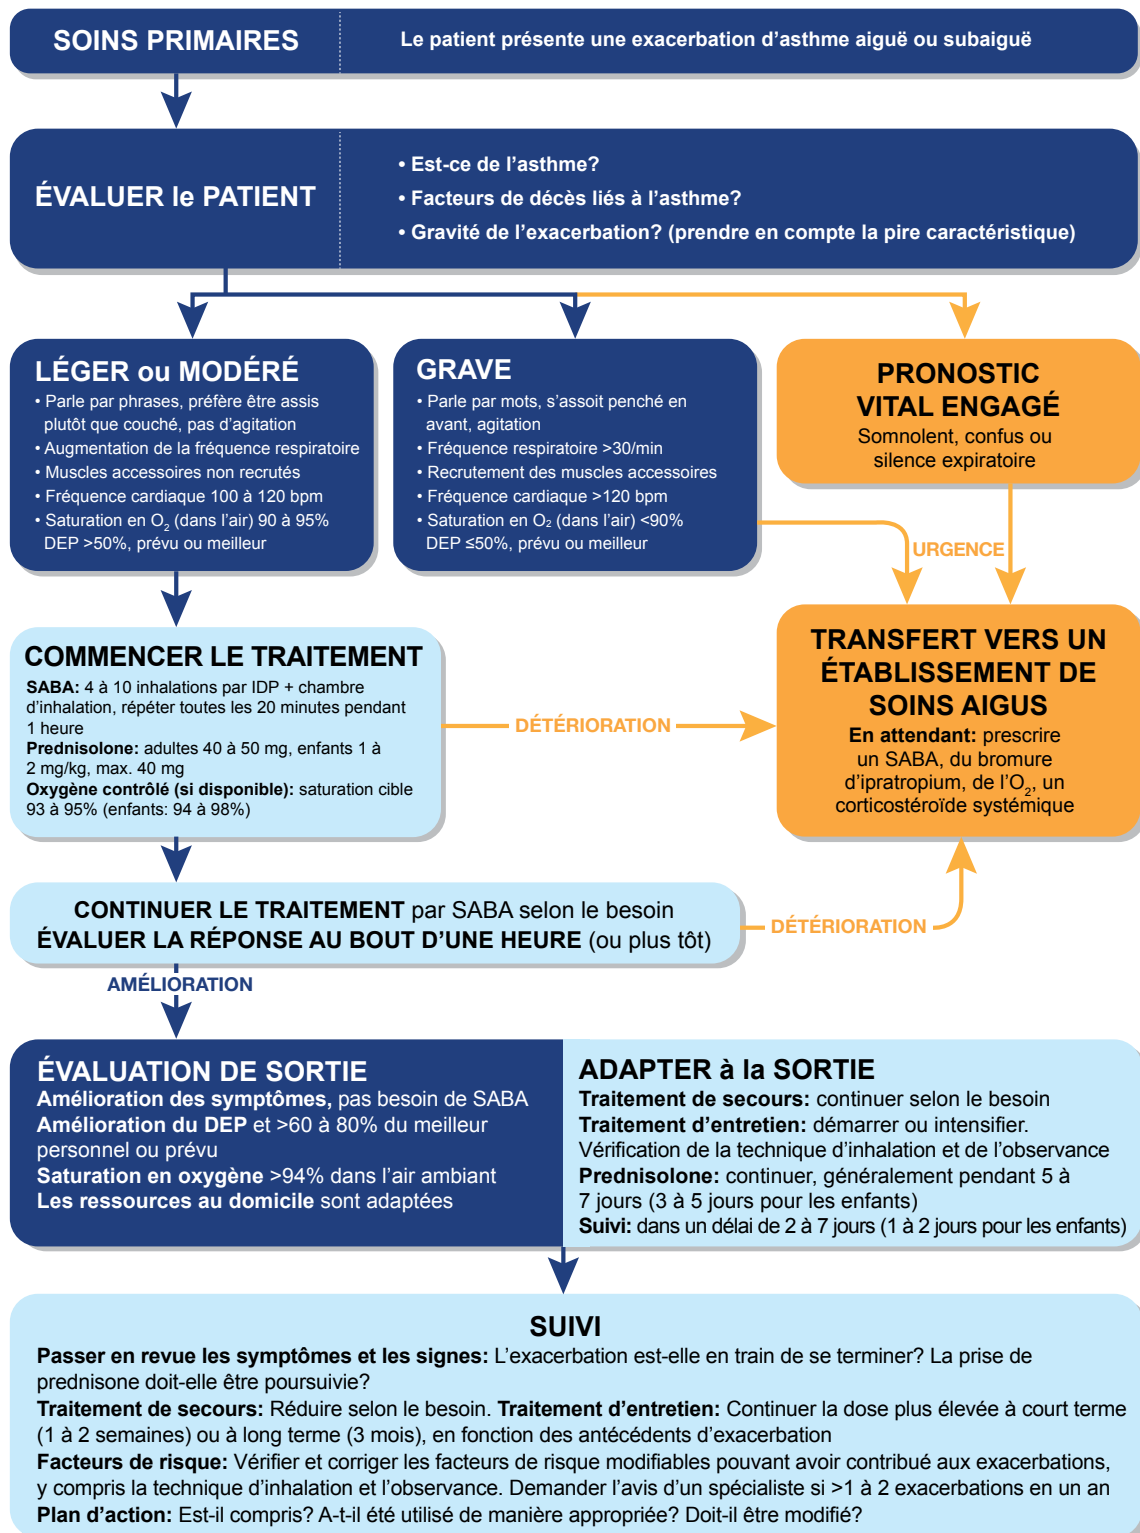 SOINS PRIMAIRES
Le patient présente une exacerbation d’asthme aiguë ou subaiguë
ÉVALUER le PATIENT
• Est-ce de l’asthme?
• Facteurs de décès liés à l’asthme?
• Gravité de l’exacerbation? (prendre en compte la pire caractéristique)
LÉGER ou MODÉRÉ
• Parle par phrases, préfère être assis
plutôt que couché, pas d’agitation
• Augmentation de la fréquence respiratoire
• Muscles accessoires non recrutés
• Fréquence cardiaque 100 à 120 bpm
• Saturation en O₂ (dans l’air) 90 à 95%
DEP >50%, prévu ou meilleur
GRAVE
• Parle par mots, s’assoit penché en
avant, agitation
• Fréquence respiratoire >30/min
• Recrutement des muscles accessoires
• Fréquence cardiaque >120 bpm
• Saturation en O₂ (dans l’air) <90%
DEP ≤50%, prévu ou meilleur
PRONOSTIC
VITAL ENGAGÉ
Somnolent, confus ou
silence expiratoire
URGENCE
COMMENCER LE TRAITEMENT
SABA: 4 à 10 inhalations par IDP + chambre
d’inhalation, répéter toutes les 20 minutes pendant
1 heure
Prednisolone: adultes 40 à 50 mg, enfants 1 à
2 mg/kg, max. 40 mg
Oxygène contrôlé (si disponible): saturation cible
93 à 95% (enfants: 94 à 98%)
DÉTÉRIORATION
TRANSFERT VERS UN
ÉTABLISSEMENT DE
SOINS AIGUS
En attendant: prescrire
un SABA, du bromure
d’ipratropium, de l’O₂, un
corticostéroïde systémique
CONTINUER LE TRAITEMENT par SABA selon le besoin
ÉVALUER LA RÉPONSE AU BOUT D’UNE HEURE (ou plus tôt)
DÉTÉRIORATION
AMÉLIORATION
ÉVALUATION DE SORTIE
Amélioration des symptômes, pas besoin de SABA
Amélioration du DEP et >60 à 80% du meilleur
personnel ou prévu
Saturation en oxygène >94% dans l’air ambiant
Les ressources au domicile sont adaptées
ADAPTER à la SORTIE
Traitement de secours: continuer selon le besoin
Traitement d’entretien: démarrer ou intensifier.
Vérification de la technique d’inhalation et de l’observance
Prednisolone: continuer, généralement pendant 5 à
7 jours (3 à 5 jours pour les enfants)
Suivi: dans un délai de 2 à 7 jours (1 à 2 jours pour les enfants)
SUIVI
Passer en revue les symptômes et les signes: L’exacerbation est-elle en train de se terminer? La prise de
prednisone doit-elle être poursuivie?
Traitement de secours: Réduire selon le besoin. Traitement d’entretien: Continuer la dose plus élevée à court terme
(1 à 2 semaines) ou à long terme (3 mois), en fonction des antécédents d’exacerbation
Facteurs de risque: Vérifier et corriger les facteurs de risque modifiables pouvant avoir contribué aux exacerbations,
y compris la technique d’inhalation et l’observance. Demander l’avis d’un spécialiste si >1 à 2 exacerbations en un an
Plan d’action: Est-il compris? A-t-il été utilisé de manière appropriée? Doit-il être modifié?